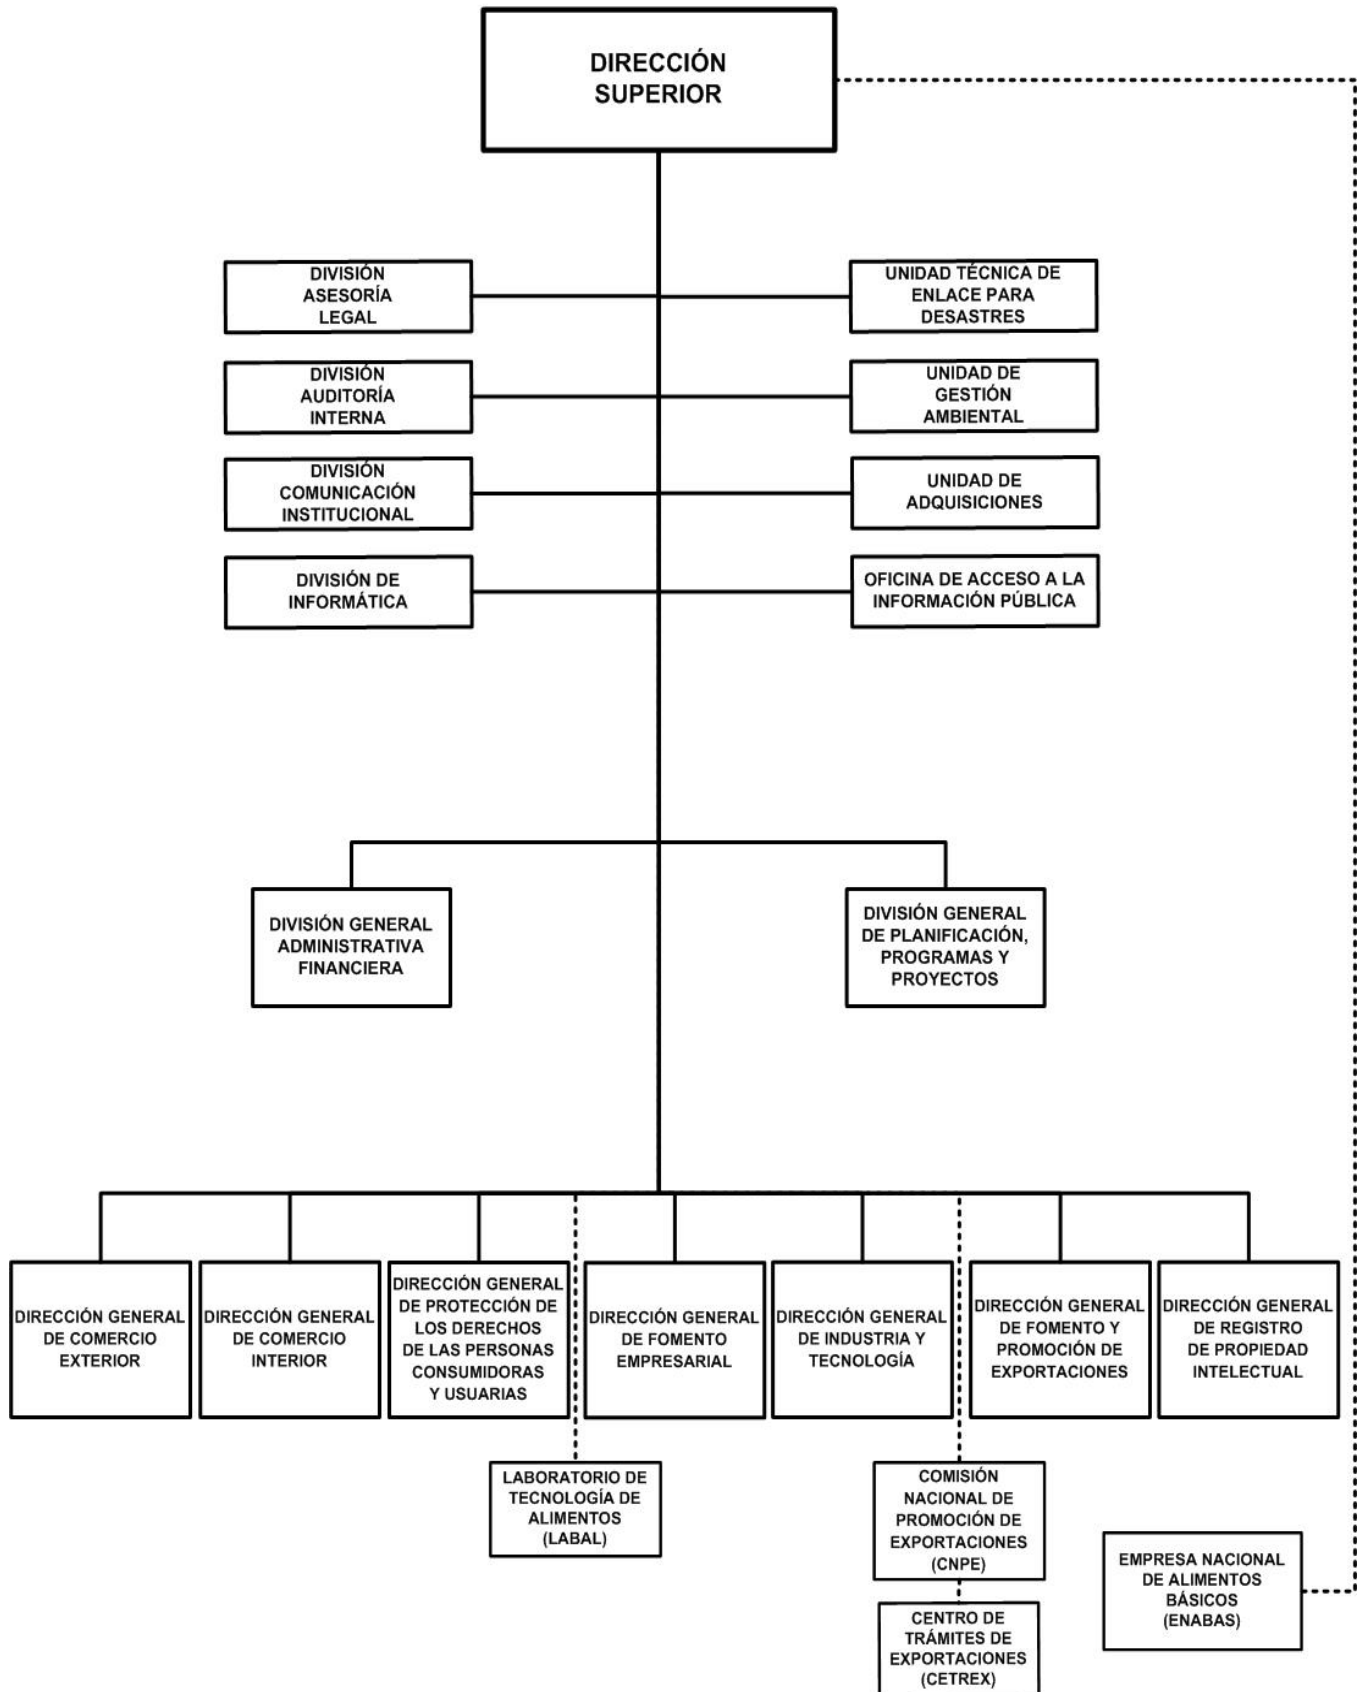 DIRECCIÓN
SUPERIOR
DIVISIÓN
ASESORÍA
LEGAL
UNIDAD TÉCNICA DE
ENLACE PARA
DESASTRES
DIVISIÓN
AUDITORÍA
INTERNA
UNIDAD DE
GESTIÓN
AMBIENTAL
DIVISIÓN
COMUNICACIÓN
INSTITUCIONAL
UNIDAD DE
ADQUISICIONES
DIVISIÓN DE
INFORMÁTICA
OFICINA DE ACCESO A LA
INFORMACIÓN PÚBLICA
DIVISIÓN GENERAL
ADMINISTRATIVA
FINANCIERA
DIVISIÓN GENERAL
DE PLANIFICACIÓN,
PROGRAMAS Y
PROYECTOS
DIRECCIÓN GENERAL
DE COMERCIO
EXTERIOR
DIRECCIÓN GENERAL
DE COMERCIO
INTERIOR
DIRECCIÓN GENERAL
DE PROTECCIÓN DE
LOS DERECHOS
DE LAS PERSONAS
CONSUMIDORAS
Y USUARIAS
DIRECCIÓN GENERAL
DE FOMENTO
EMPRESARIAL
DIRECCIÓN GENERAL
DE INDUSTRIA Y
TECNOLOGÍA
DIRECCIÓN GENERAL
DE FOMENTO Y
PROMOCIÓN DE
EXPORTACIONES
DIRECCIÓN GENERAL
DE REGISTRO
DE PROPIEDAD
INTELECTUAL
LABORATORIO DE
TECNOLOGÍA DE
ALIMENTOS
(LABAL)
COMISIÓN
NACIONAL DE
PROMOCIÓN DE
EXPORTACIONES
(CNPE)
EMPRESA NACIONAL
DE ALIMENTOS
BÁSICOS
(ENABAS)
CENTRO DE
TRÁMITES DE
EXPORTACIONES
(CETREX)